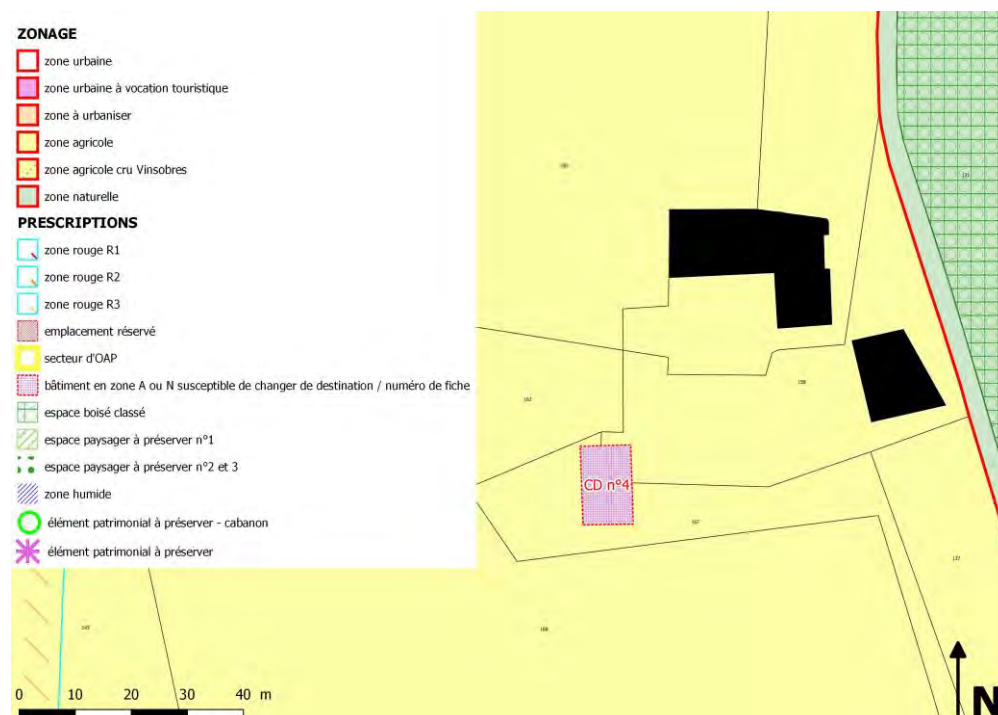 ZONAGE
zone urbaine
zone urbaine à vocation touristique
zone à urbaniser
zone agricole
zone agricole cru Vinsobres
zone naturelle
PRESCRIPTIONS
zone rouge R1
zone rouge R2
zone rouge R3
emplacement réservé
secteur d'OAP
bâtiment en zone A ou N susceptible de changer de destination / numéro de fiche
espace boisé classé
espace paysager à préserver n°1
espace paysager à préserver n°2 et 3
zone humide
élément patrimonial à préserver - cabanon
élément patrimonial à préserver
CD n°4
0 10 20 30 40 m
N